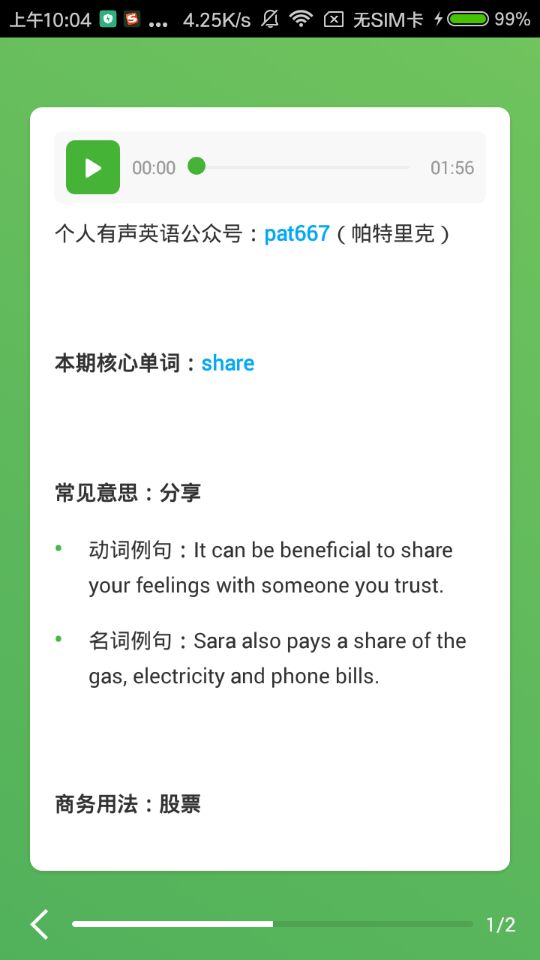 上午10:04 ... 4.25K/s 无SIM卡 99%
00:00 01:56
个人有声英语公众号：pat667（帕特里克）
本期核心单词：share
常见意思：分享
• 动词例句：It can be beneficial to share
your feelings with someone you trust.
• 名词例句：Sara also pays a share of the
gas, electricity and phone bills.
商务用法：股票
1/2